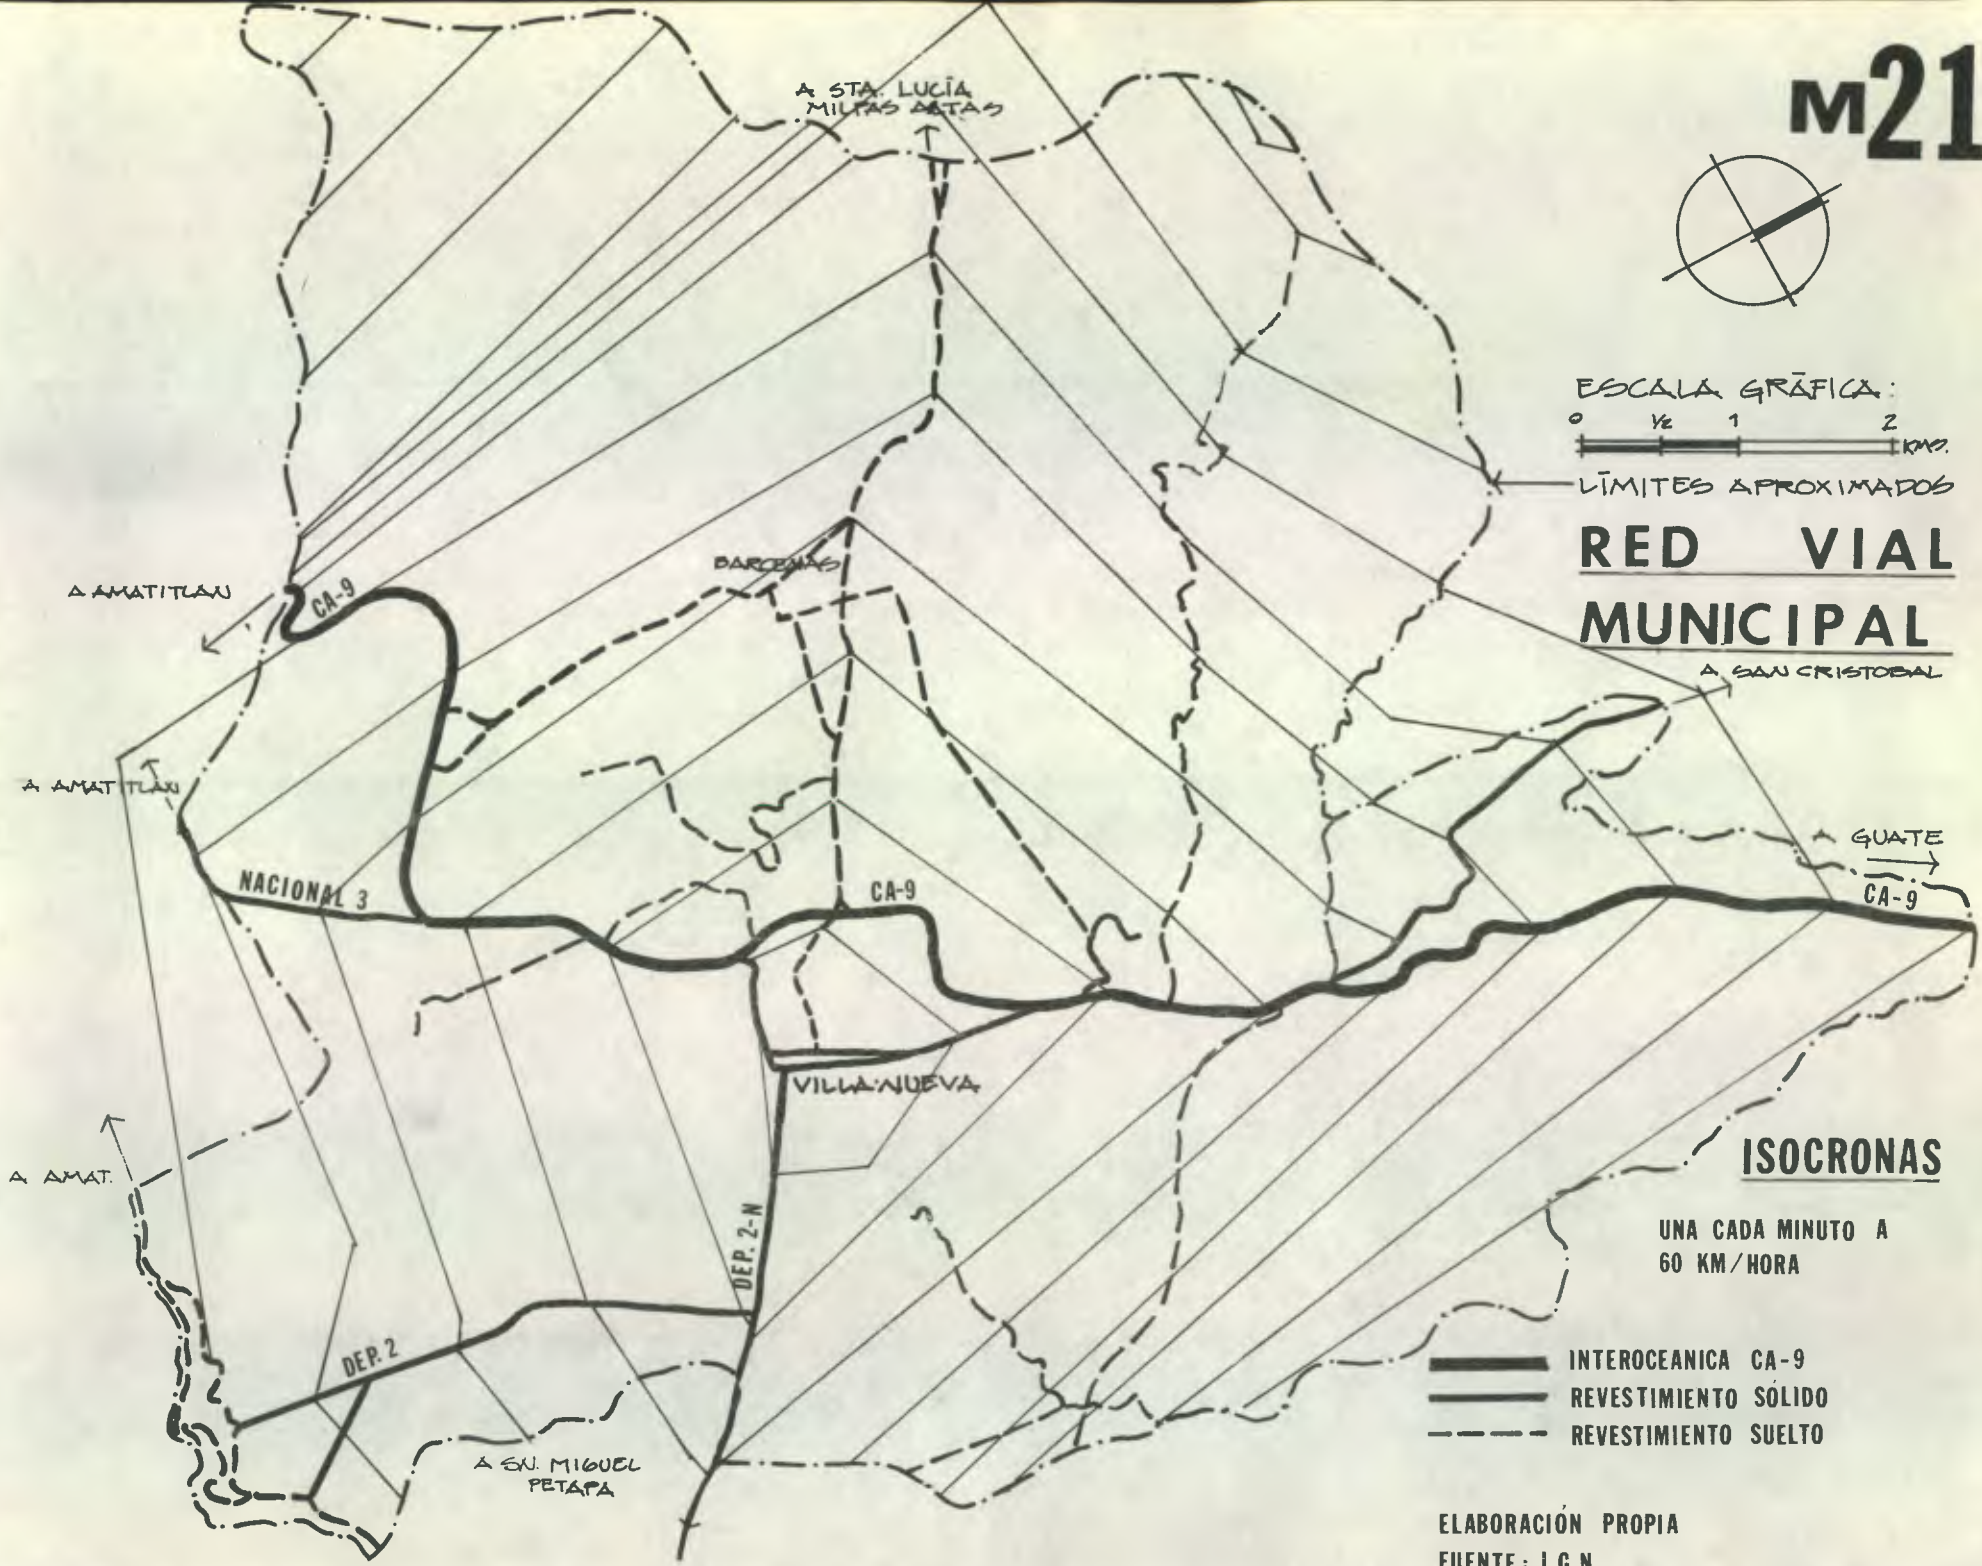 M21
A STA. LUCÍA
MILPAS ALTAS
ESCALA GRÁFICA:
0 ½ 1 2
KMS.
LÍMITES APROXIMADOS
RED VIAL
MUNICIPAL
A SAN CRISTOBAL
BARCENAS
A AMATITLAN
CA-9
A AMATITLAN
A GUATE
CA-9
NACIONAL 3
CA-9
VILLA NUEVA
A AMAT.
DEP. 2-N
DEP. 2
A SN. MIGUEL
PETAPA
ISOCRONAS
UNA CADA MINUTO A
60 KM/HORA
INTEROCEANICA CA-9
REVESTIMIENTO SÓLIDO
REVESTIMIENTO SUELTO
ELABORACIÓN PROPIA
FUENTE: I.G.N.